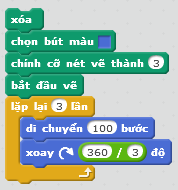 xóa
chọn bút màu
chỉnh cỡ nét vẽ thành 3
bắt đầu vẽ
lặp lại 3 lần
di chuyển 100 bước
xoay 360 / 3 độ